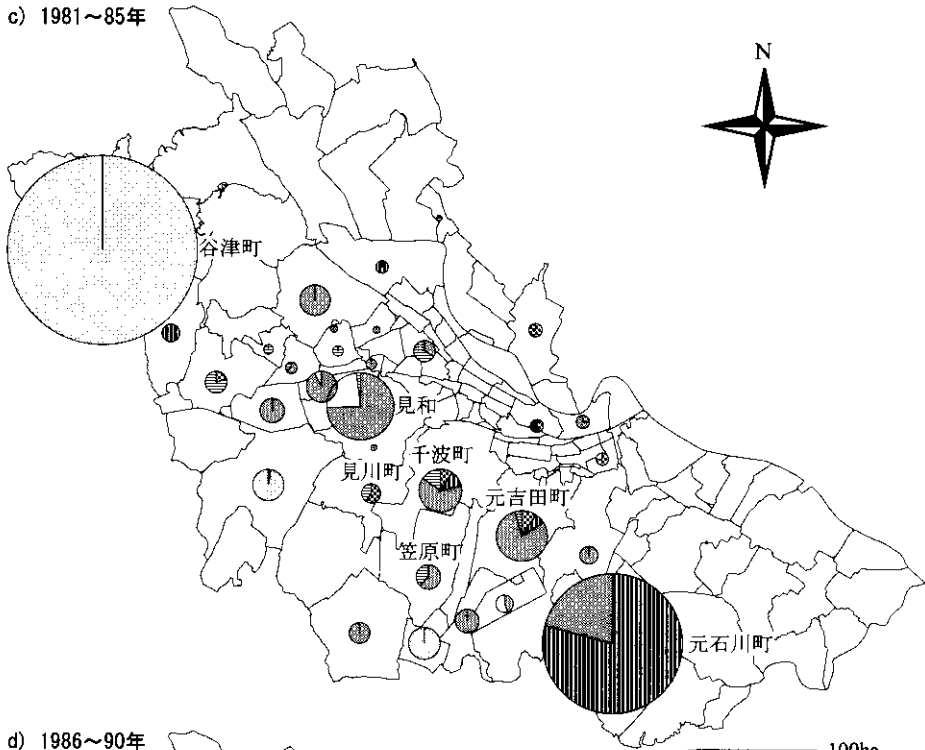 c) 1981～85年
N
谷津町
見和
千波町
見川町
元吉田町
笠原町
元石川町
d) 1986～90年
100ha